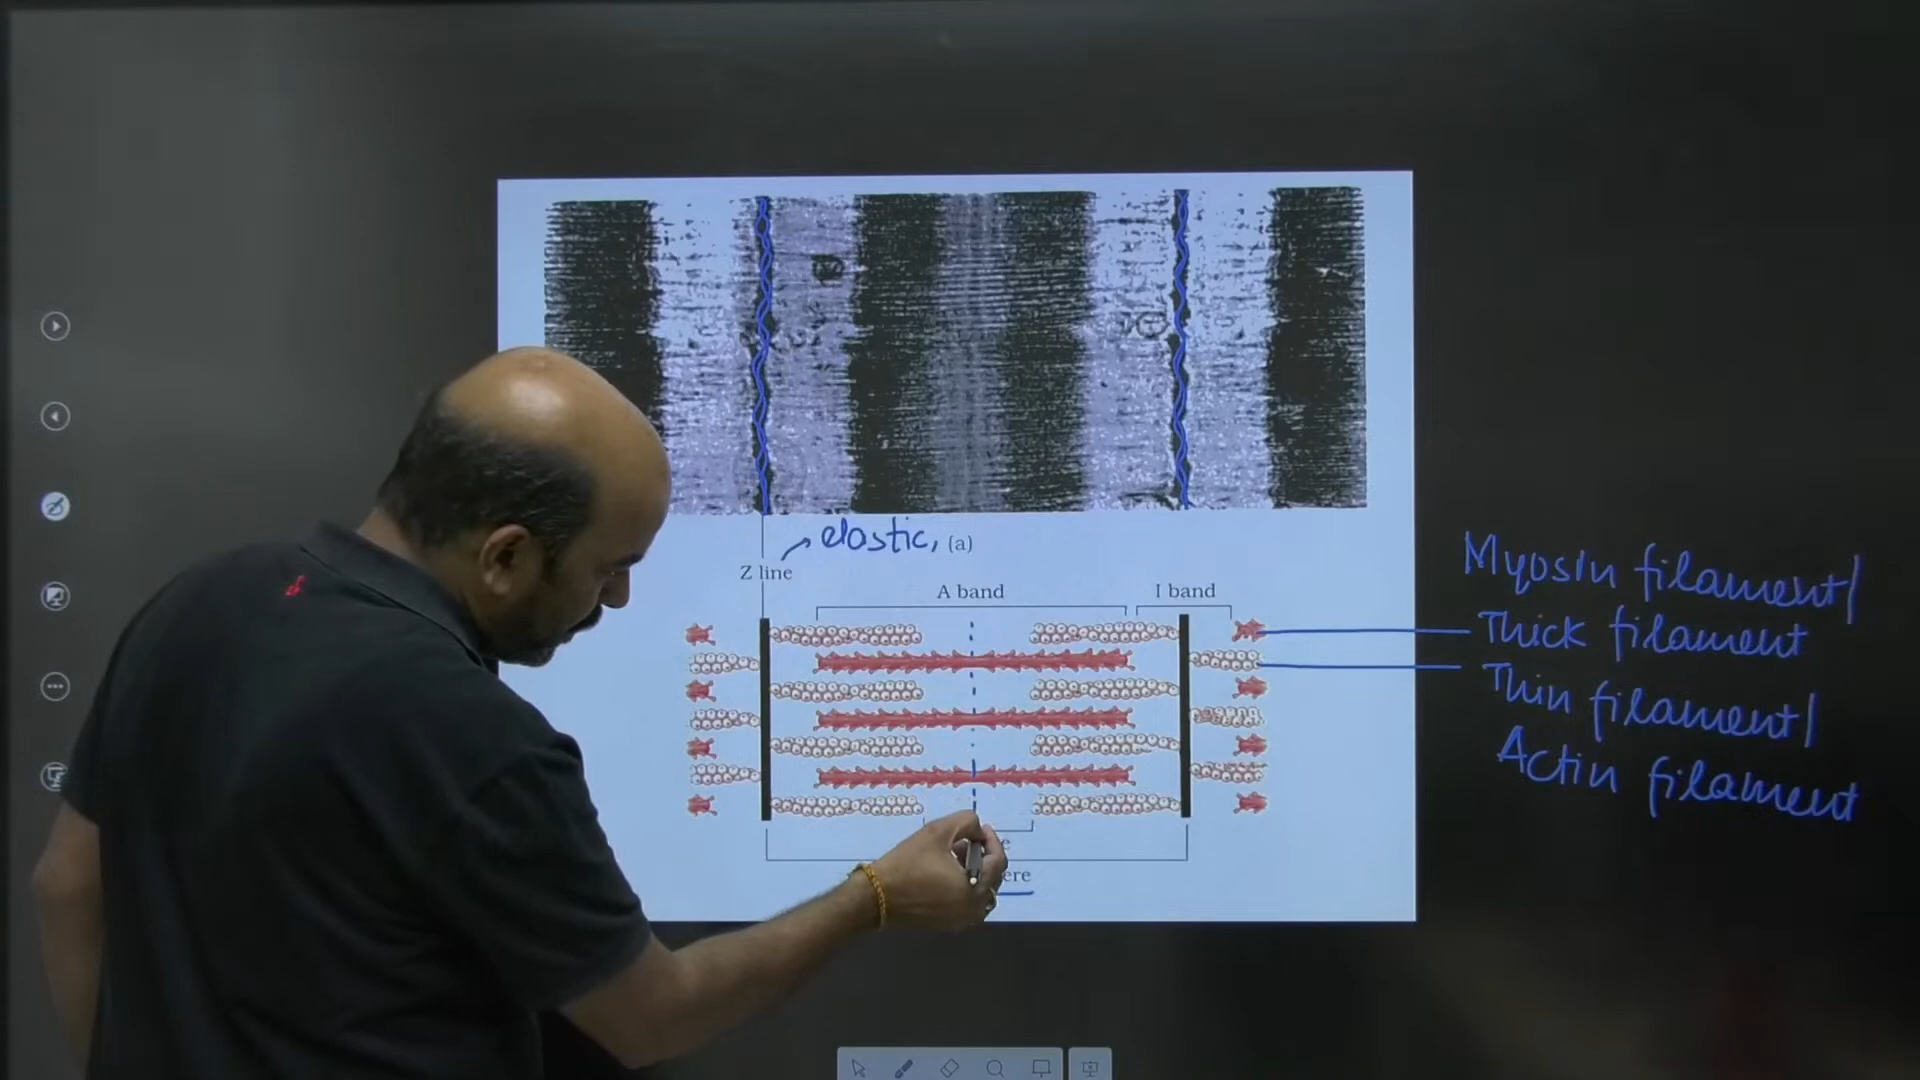 elastic, (a)
Z line
A band
I band
Myosin filament/
Thick filament
Thin filament/
Actin filament